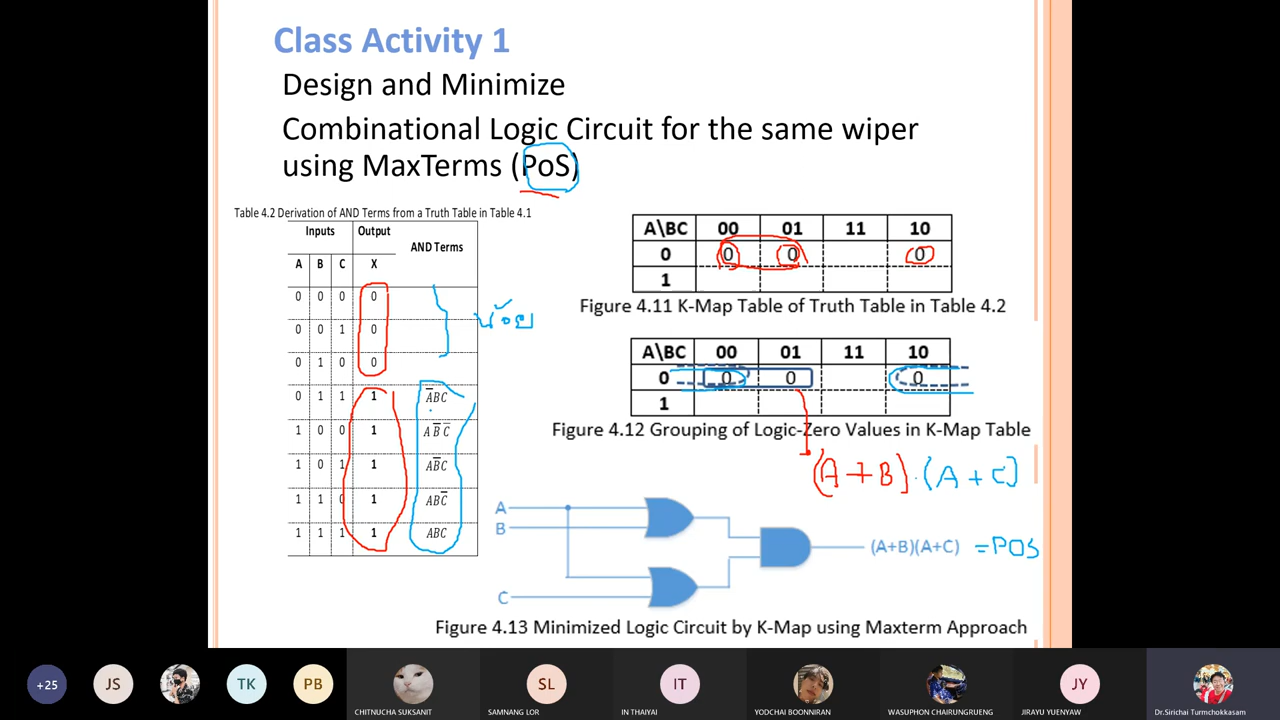 Class Activity 1
Design and Minimize
Combinational Logic Circuit for the same wiper
using MaxTerms (PoS)
Table 4.2 Derivation of AND Terms from a Truth Table in Table 4.1
Inputs Output AND Terms
A B C X
0 0 0 0
0 0 1 0
0 1 0 0
0 1 1 1 ABC
1 0 0 1 AB̅C̅
1 0 1 1 AB̅C
1 1 0 1 ABC̅
1 1 1 1 ABC
A\BC 00 01 11 10
0 0 0 0
1
Figure 4.11 K-Map Table of Truth Table in Table 4.2
A\BC 00 01 11 10
0 0 0 0
1
Figure 4.12 Grouping of Logic-Zero Values in K-Map Table
(A+B).(A+C)
A
B
C
(A+B)(A+C) =POS
Figure 4.13 Minimized Logic Circuit by K-Map using Maxterm Approach
+25 JS TK PB SL IT JY
CHITNUCHA SUKSANIT SAMNANG LOR IN THAIYAI YODCHAI BOONNIRAN WASUPHON CHAIRUNGRUENG JIRAYU YUENYAW Dr.Sirichai Turmchokkasam